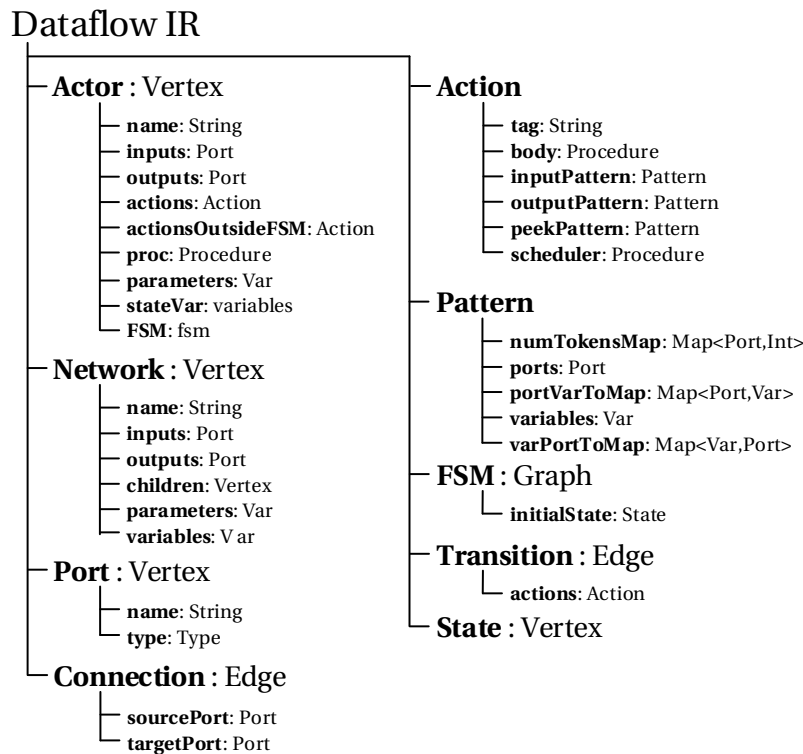 Dataflow IR
Actor : Vertex
name: String
inputs: Port
outputs: Port
actions: Action
actionsOutsideFSM: Action
proc: Procedure
parameters: Var
stateVar: variables
FSM: fsm
Network : Vertex
name: String
inputs: Port
outputs: Port
children: Vertex
parameters: Var
variables: Var
Port : Vertex
name: String
type: Type
Connection : Edge
sourcePort: Port
targetPort: Port
Action
tag: String
body: Procedure
inputPattern: Pattern
outputPattern: Pattern
peekPattern: Pattern
scheduler: Procedure
Pattern
numTokensMap: Map<Port,Int>
ports: Port
portVarToMap: Map<Port,Var>
variables: Var
varPortToMap: Map<Var,Port>
FSM : Graph
initialState: State
Transition : Edge
actions: Action
State : Vertex